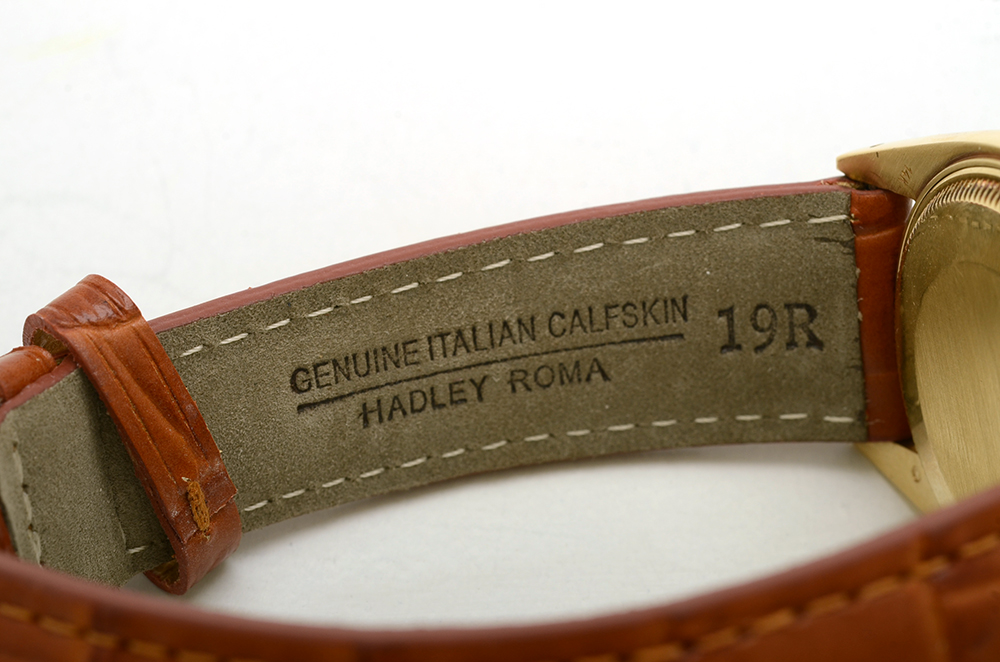 GENUINE ITALIAN CALFSKIN
HADLEY ROMA
19R